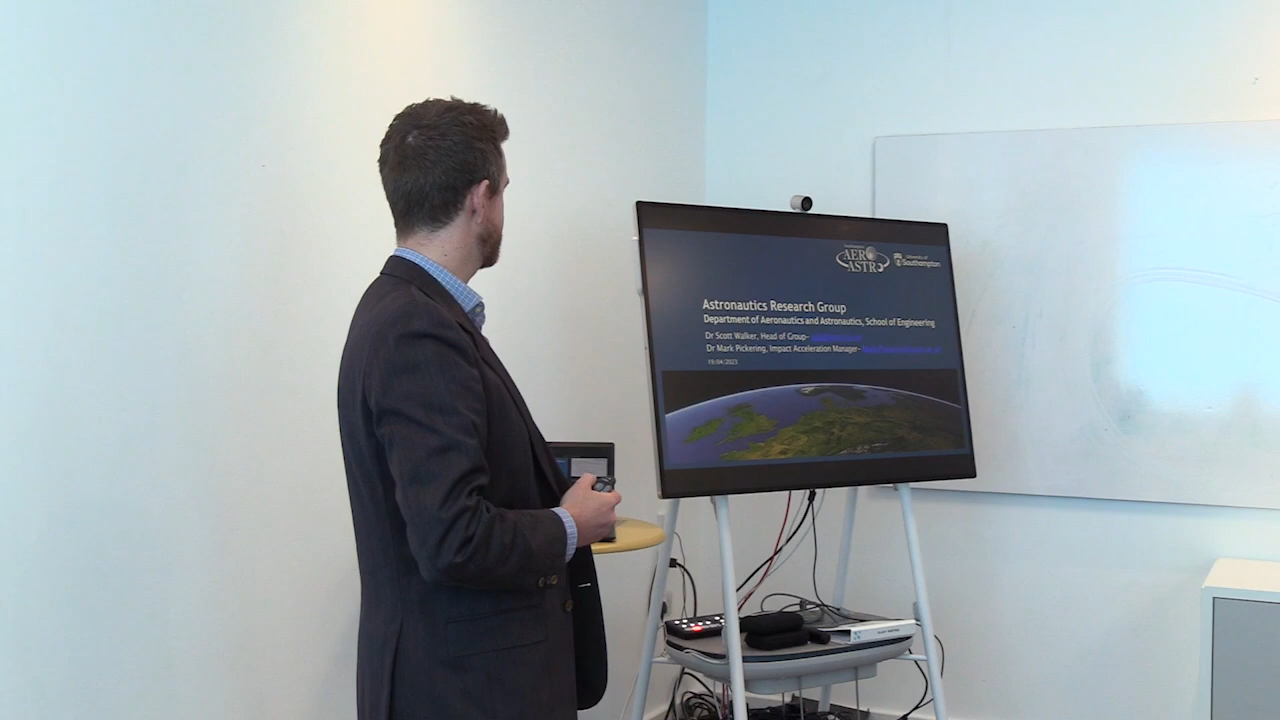 AERO
ASTRO
University of
Southampton
Astronautics Research Group
Department of Aeronautics and Astronautics, School of Engineering
Dr Scott Walker, Head of Group-
Dr Mark Pickering, Impact Acceleration Manager-
19/04/2023